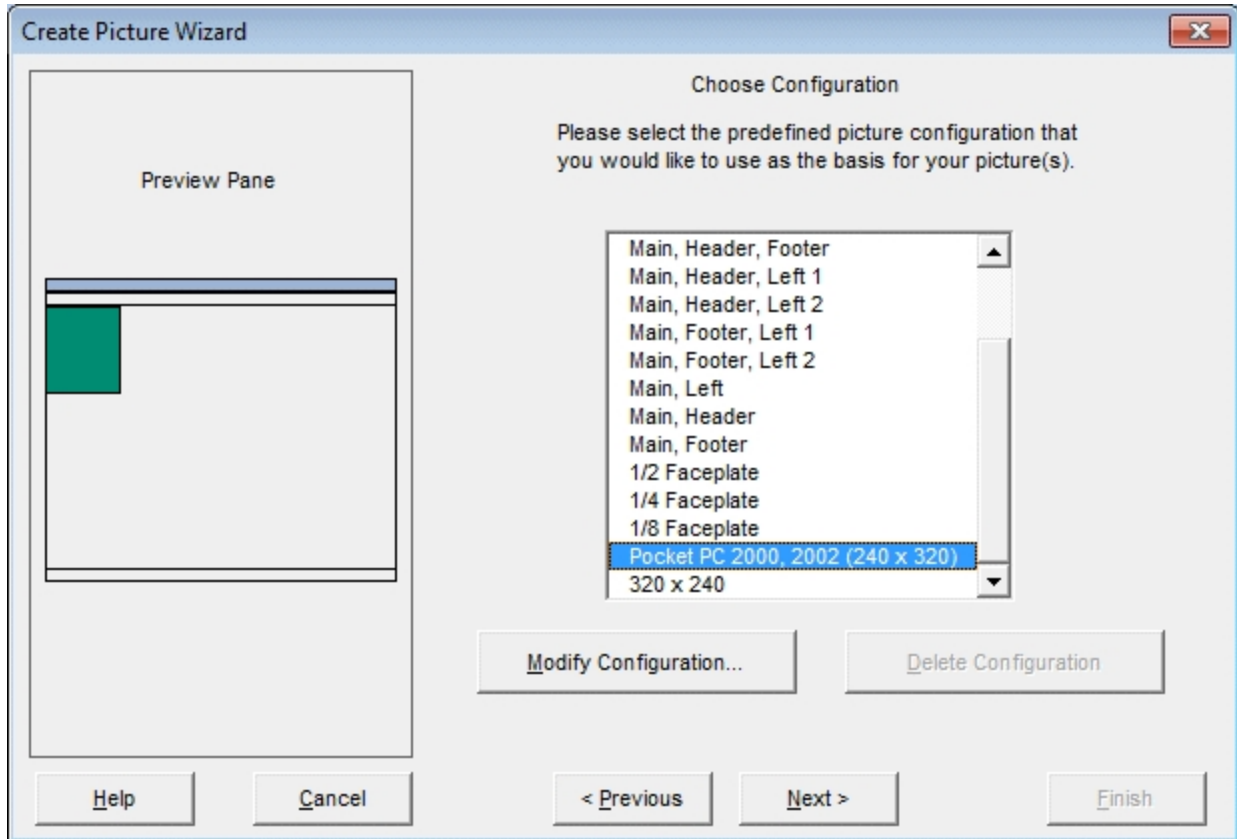 Create Picture Wizard
Preview Pane
Choose Configuration
Please select the predefined picture configuration that
you would like to use as the basis for your picture(s).
Main, Header, Footer
Main, Header, Left 1
Main, Header, Left 2
Main, Footer, Left 1
Main, Footer, Left 2
Main, Left
Main, Header
Main, Footer
1/2 Faceplate
1/4 Faceplate
1/8 Faceplate
Pocket PC 2000, 2002 (240 x 320)
320 x 240
Modify Configuration...
Delete Configuration
Help
Cancel
< Previous
Next >
Finish